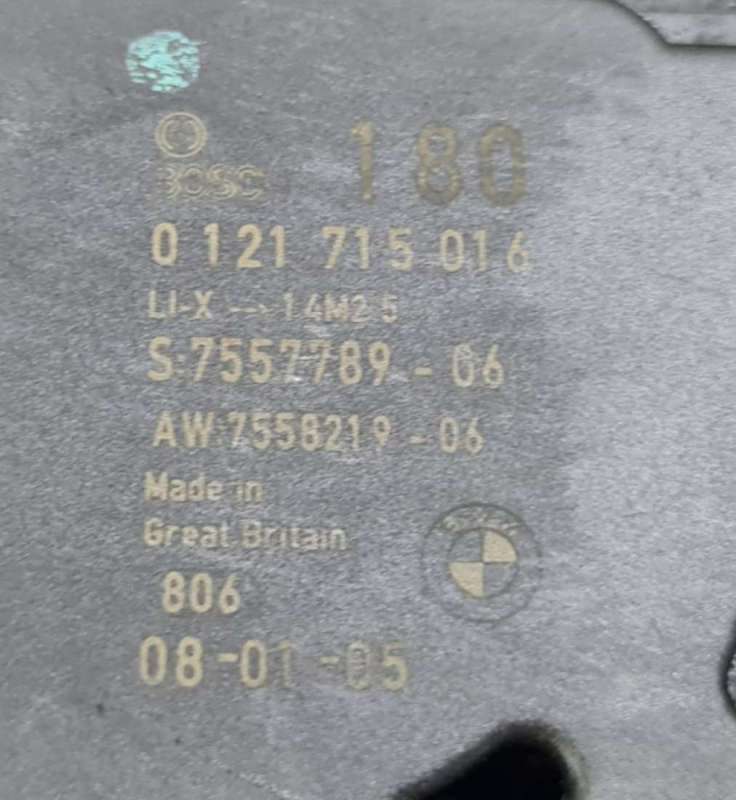 BOSCH 180
0 121 715 016
LI-X --> 14M2 5
S:7557789 - 06
AW:7558219 - 06
Made in
Great Britain
806
08-01-05